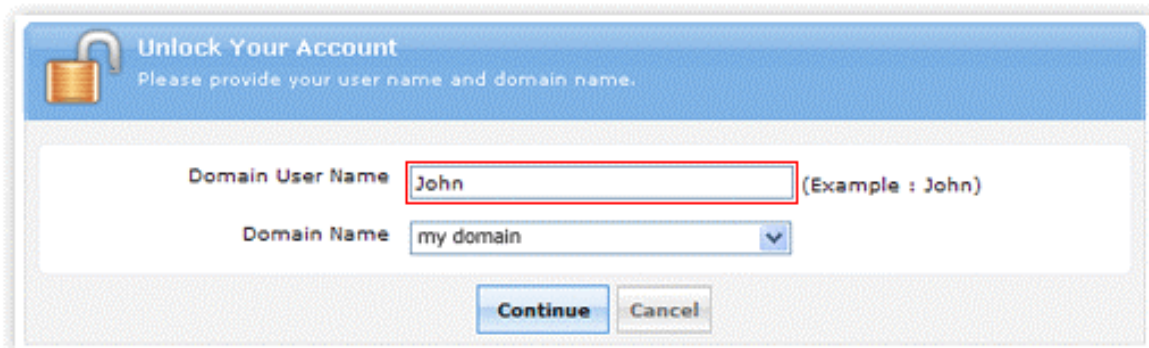 Unlock Your Account
Please provide your user name and domain name.
Domain User Name John (Example : John)
Domain Name my domain
Continue Cancel